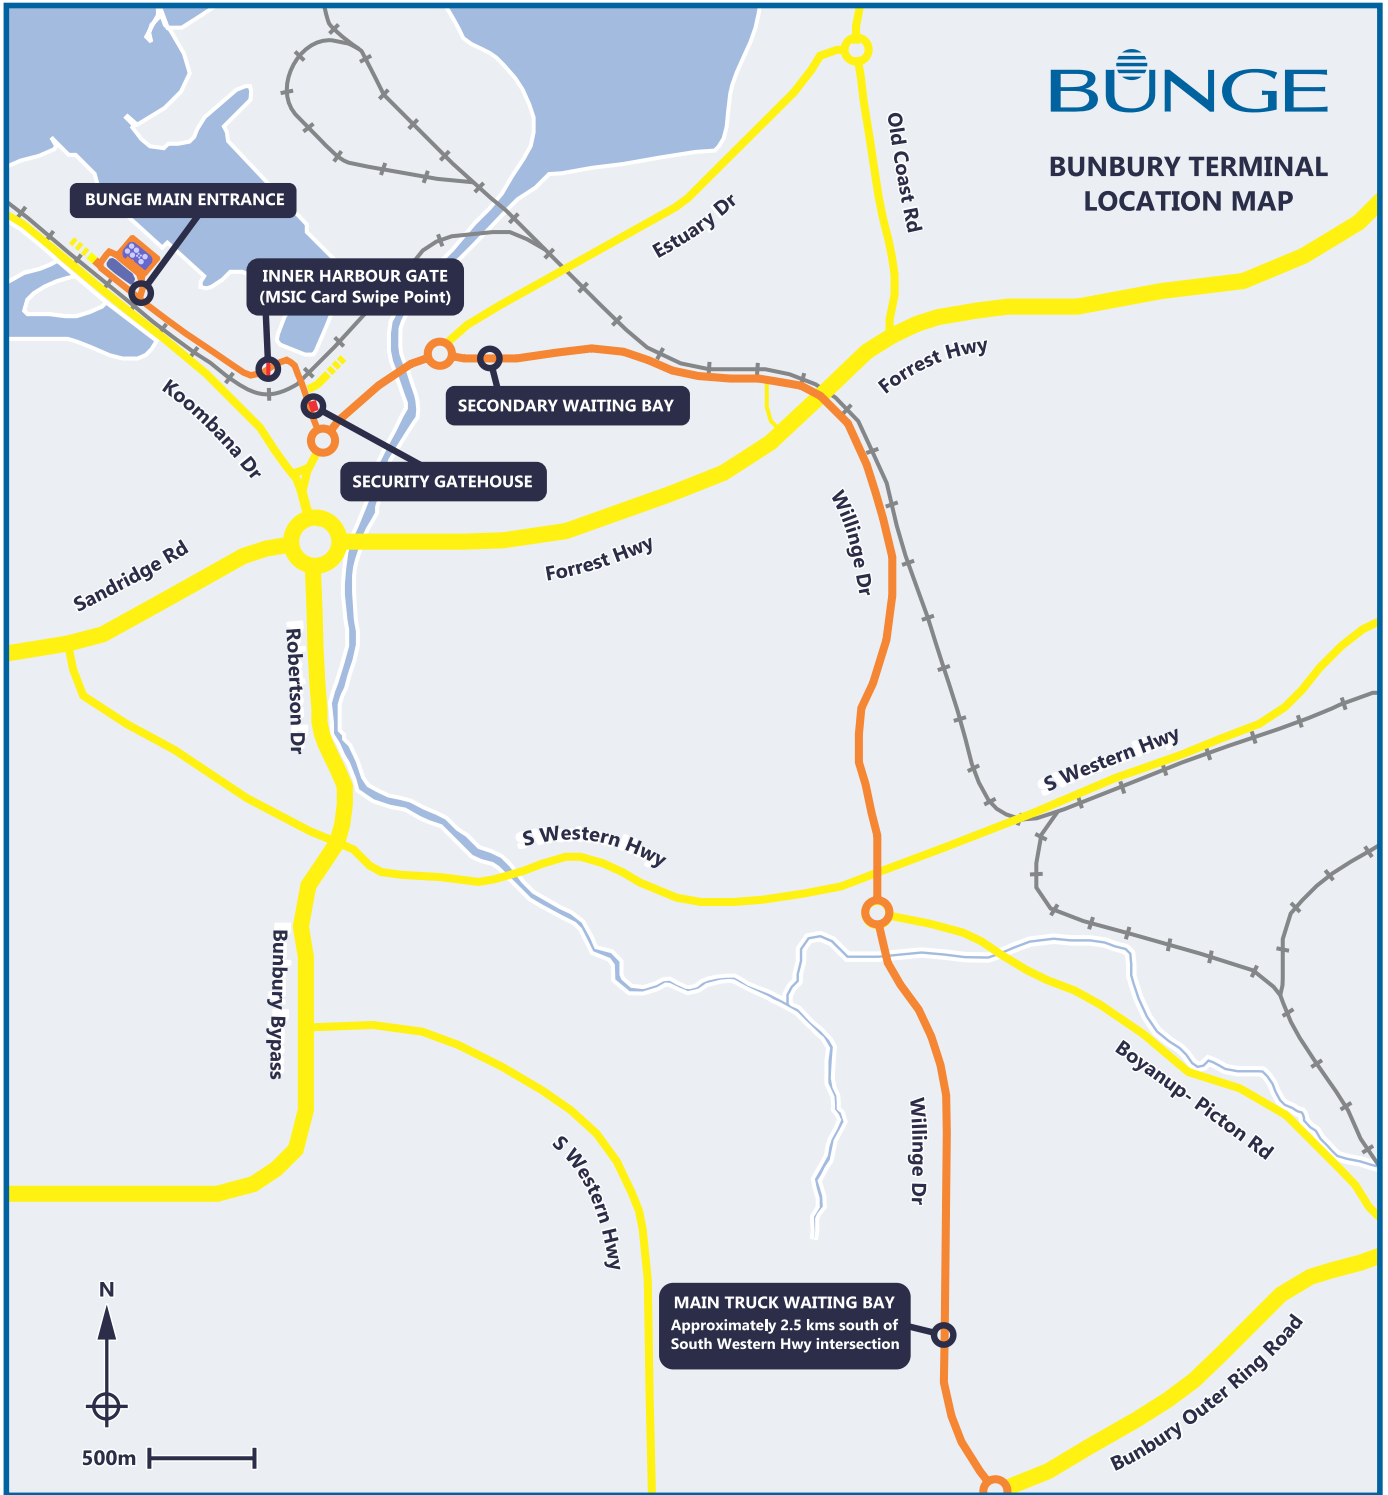 BUNGE
BUNBURY TERMINAL
LOCATION MAP
Old Coast Rd
Estuary Dr
BUNGE MAIN ENTRANCE
INNER HARBOUR GATE
(MSIC Card Swipe Point)
Forrest Hwy
SECONDARY WAITING BAY
Koombana Dr
SECURITY GATEHOUSE
Willinge Dr
Forrest Hwy
Sandridge Rd
Robertson Dr
S Western Hwy
S Western Hwy
Bunbury Bypass
Boyanup- Picton Rd
Willinge Dr
S Western Hwy
MAIN TRUCK WAITING BAY
Approximately 2.5 kms south of
South Western Hwy intersection
N
Bunbury Outer Ring Road
500m